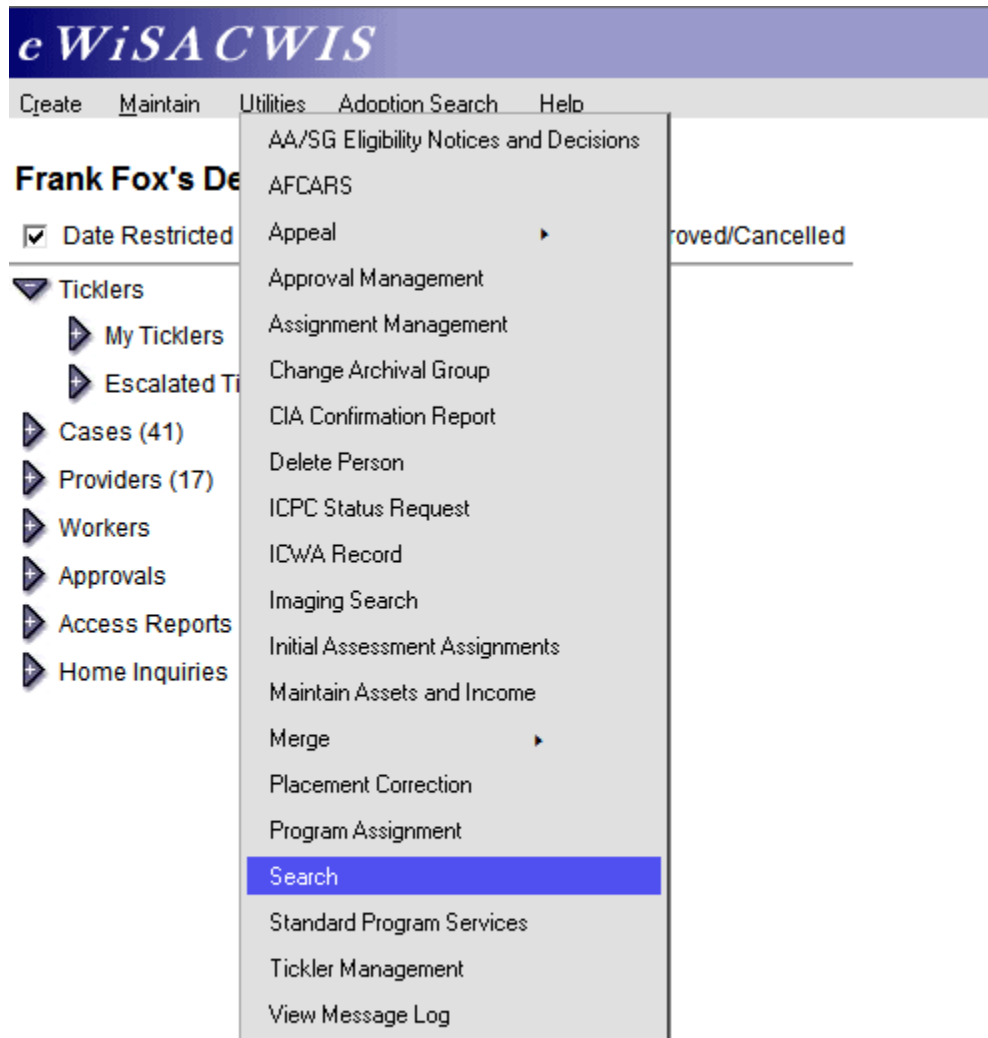 e WiSACWIS
Create Maintain Utilities Adoption Search Help
Frank Fox's De
Date Restricted roved/Cancelled
Ticklers
My Ticklers
Escalated Ti
Cases (41)
Providers (17)
Workers
Approvals
Access Reports
Home Inquiries
AA/SG Eligibility Notices and Decisions
AFCARS
Appeal
Approval Management
Assignment Management
Change Archival Group
CIA Confirmation Report
Delete Person
ICPC Status Request
ICWA Record
Imaging Search
Initial Assessment Assignments
Maintain Assets and Income
Merge
Placement Correction
Program Assignment
Search
Standard Program Services
Tickler Management
View Message Log